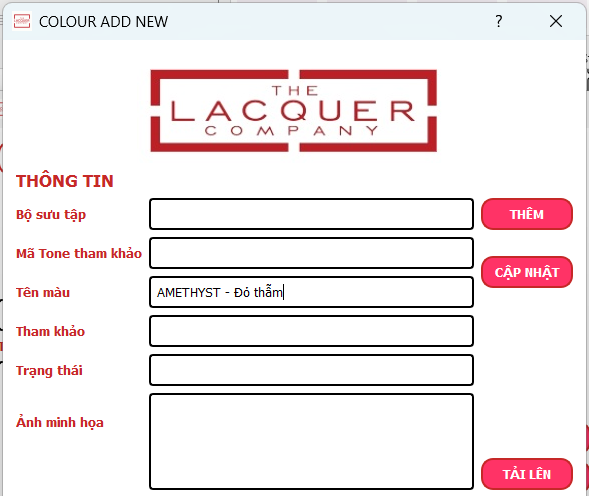 COLOUR ADD NEW
?
THE
LACQUER
COMPANY
THÔNG TIN
Bộ sưu tập
THÊM
Mã Tone tham khảo
CẬP NHẬT
Tên màu
AMETHYST - Đỏ thẫm
Tham khảo
Trạng thái
Ảnh minh họa
TẢI LÊN